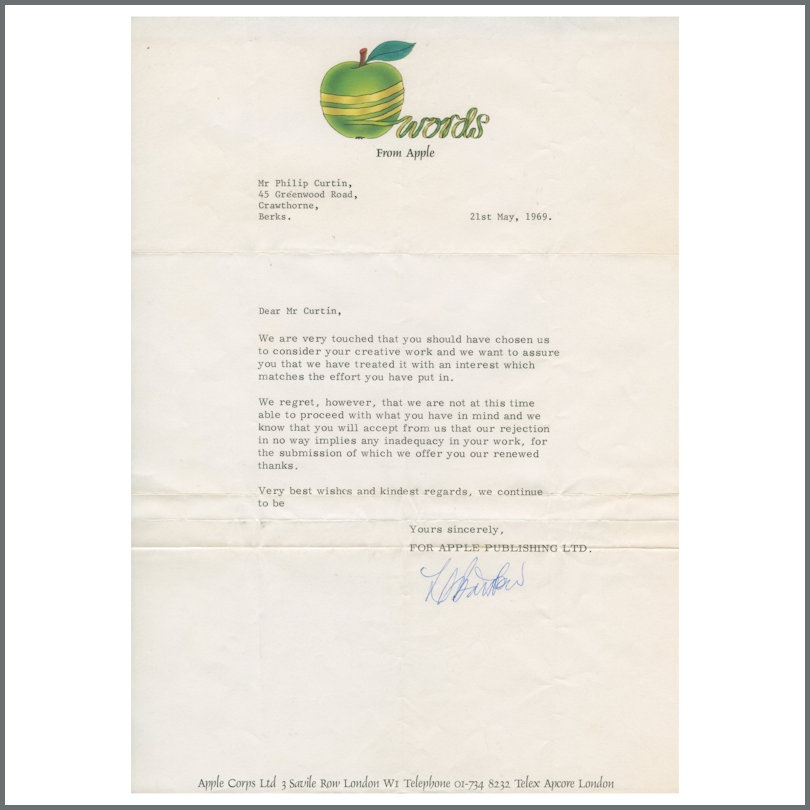 words
From Apple
Mr Philip Curtin,
45 Greenwood Road,
Crawthorne,
Berks.
21st May, 1969.
Dear Mr Curtin,
We are very touched that you should have chosen us
to consider your creative work and we want to assure
you that we have treated it with an interest which
matches the effort you have put in.
We regret, however, that we are not at this time
able to proceed with what you have in mind and we
know that you will accept from us that our rejection
in no way implies any inadequacy in your work, for
the submission of which we offer you our renewed
thanks.
Very best wishes and kindest regards, we continue
to be
Yours sincerely,
FOR APPLE PUBLISHING LTD.
Apple Corps Ltd 3 Savile Row London W1 Telephone 01-734 8232 Telex Apcore London